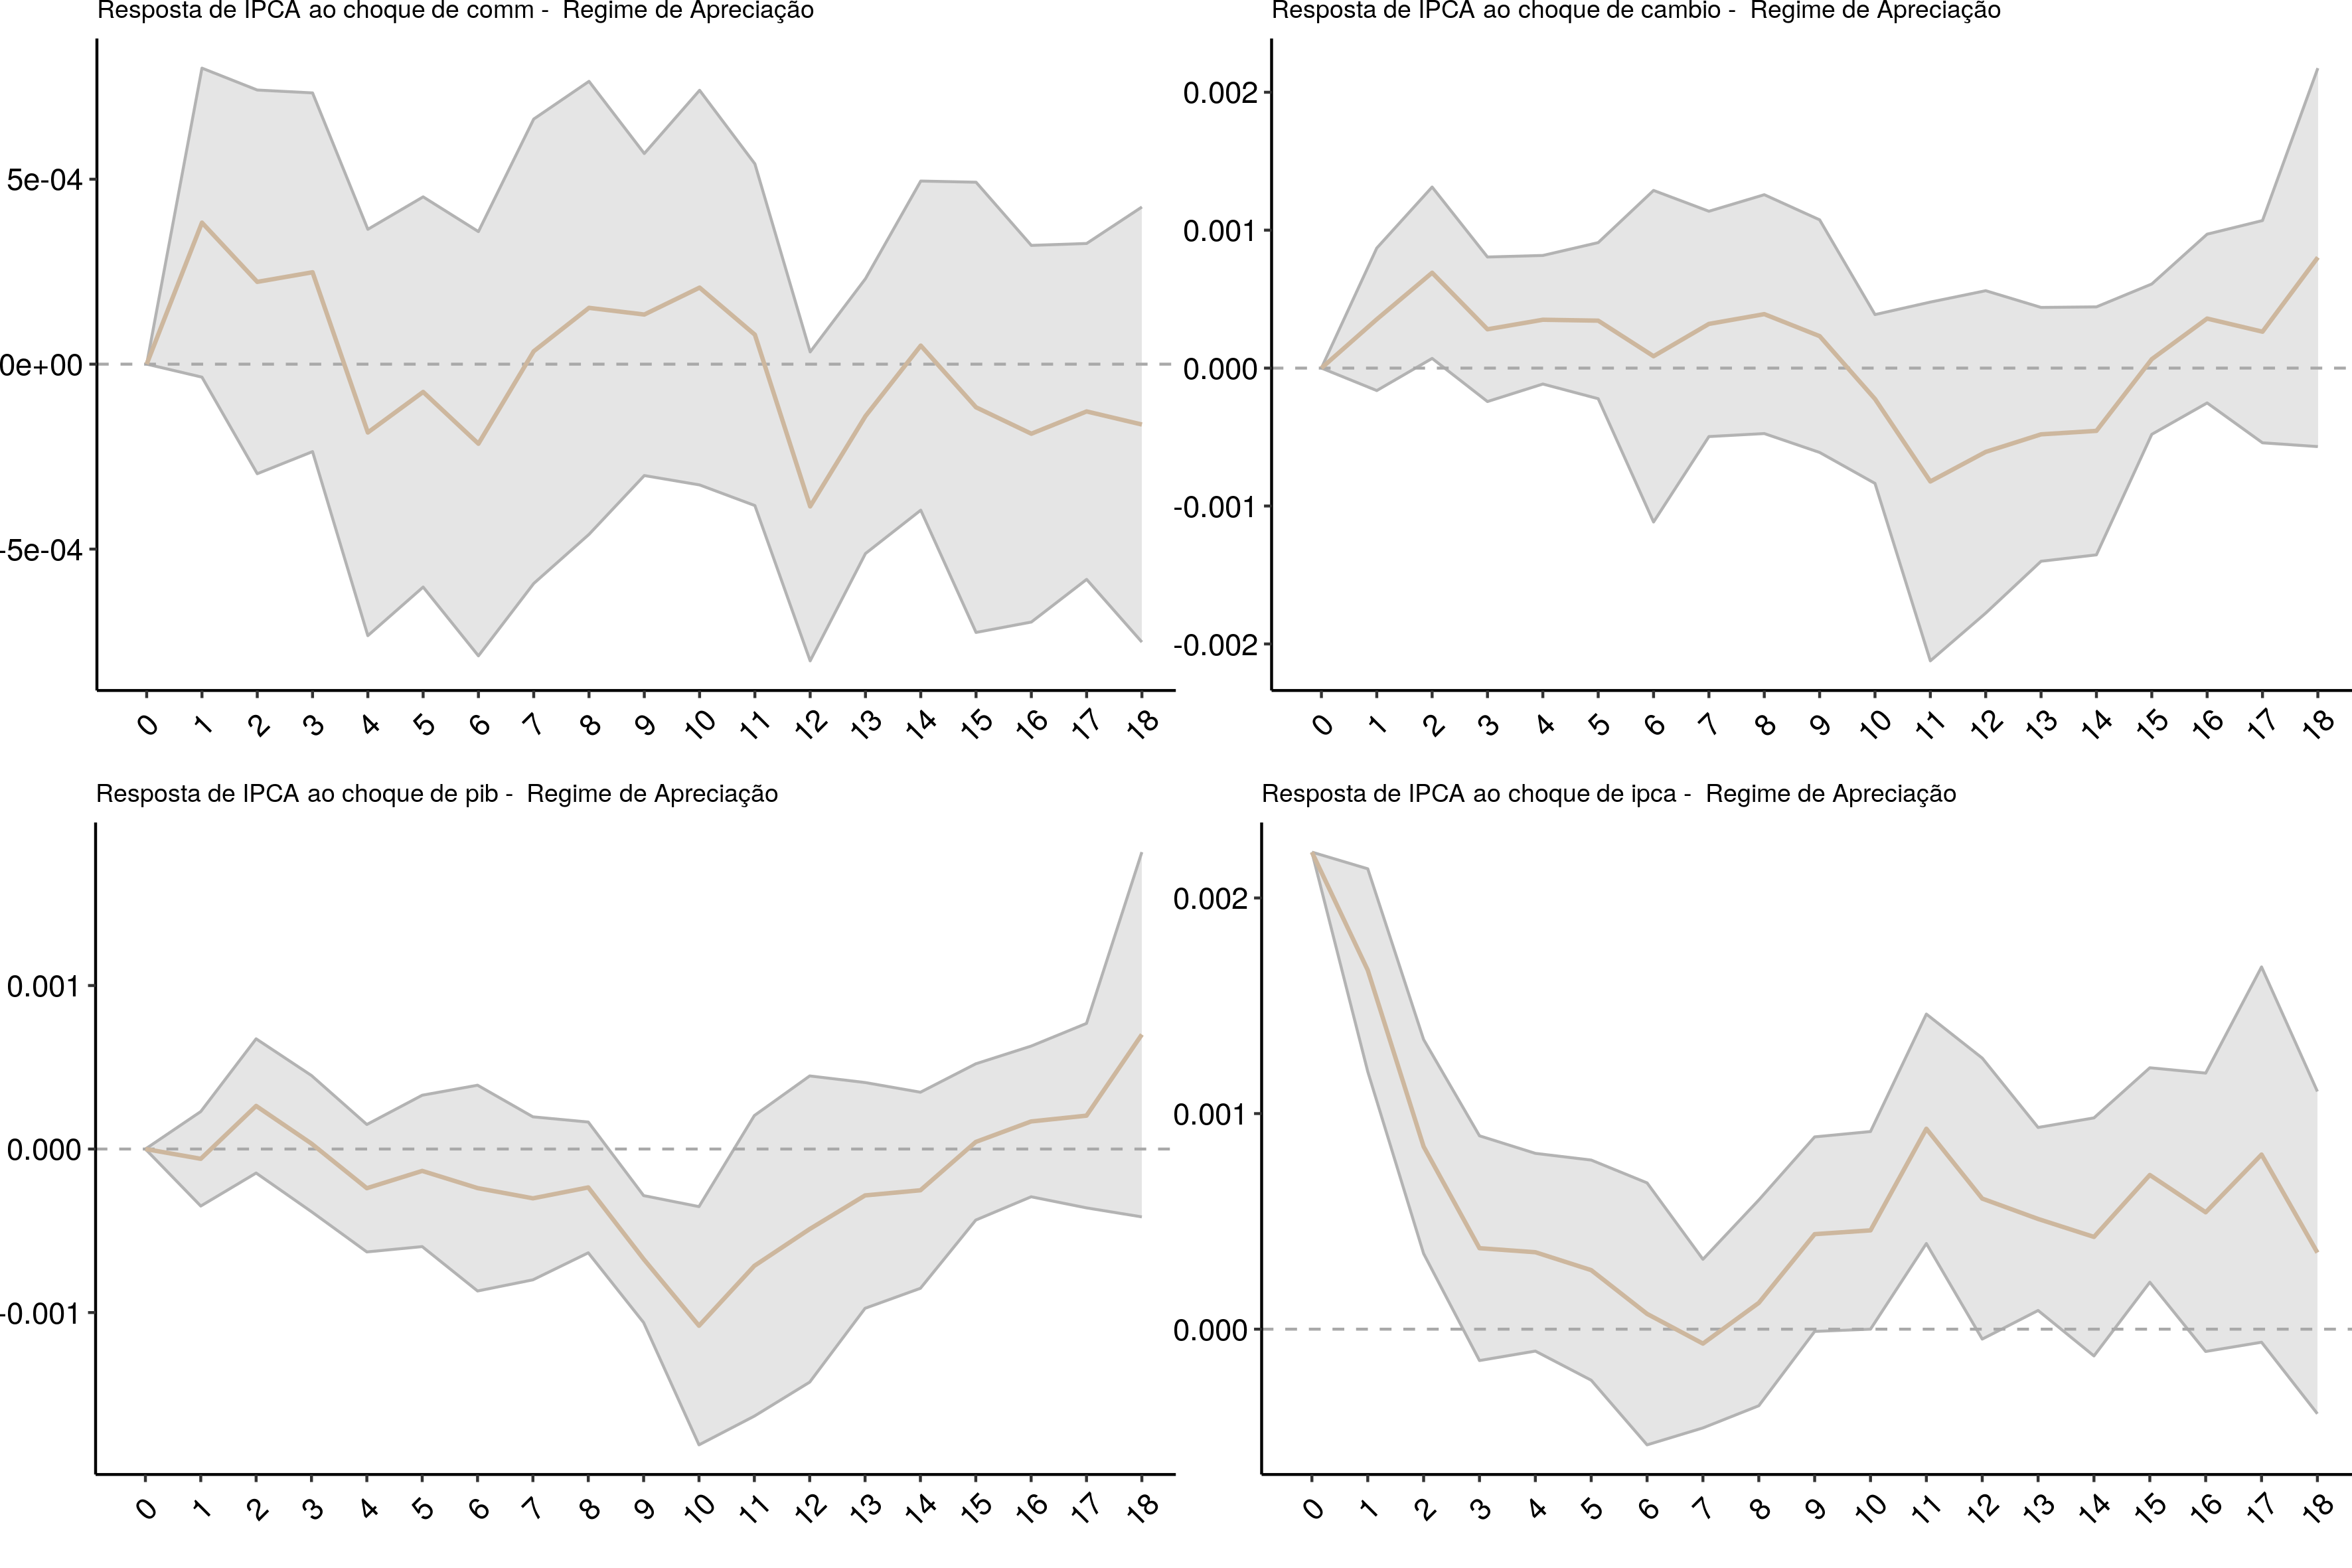 Resposta de IPCA ao choque de comm -  Regime de Apreciação
5e-04
0e+00
-5e-04
0 1 2 3 4 5 6 7 8 9 10 11 12 13 14 15 16 17 18
Resposta de IPCA ao choque de cambio -  Regime de Apreciação
0.002
0.001
0.000
-0.001
-0.002
0 1 2 3 4 5 6 7 8 9 10 11 12 13 14 15 16 17 18
Resposta de IPCA ao choque de pib -  Regime de Apreciação
0.001
0.000
-0.001
0 1 2 3 4 5 6 7 8 9 10 11 12 13 14 15 16 17 18
Resposta de IPCA ao choque de ipca -  Regime de Apreciação
0.002
0.001
0.000
0 1 2 3 4 5 6 7 8 9 10 11 12 13 14 15 16 17 18